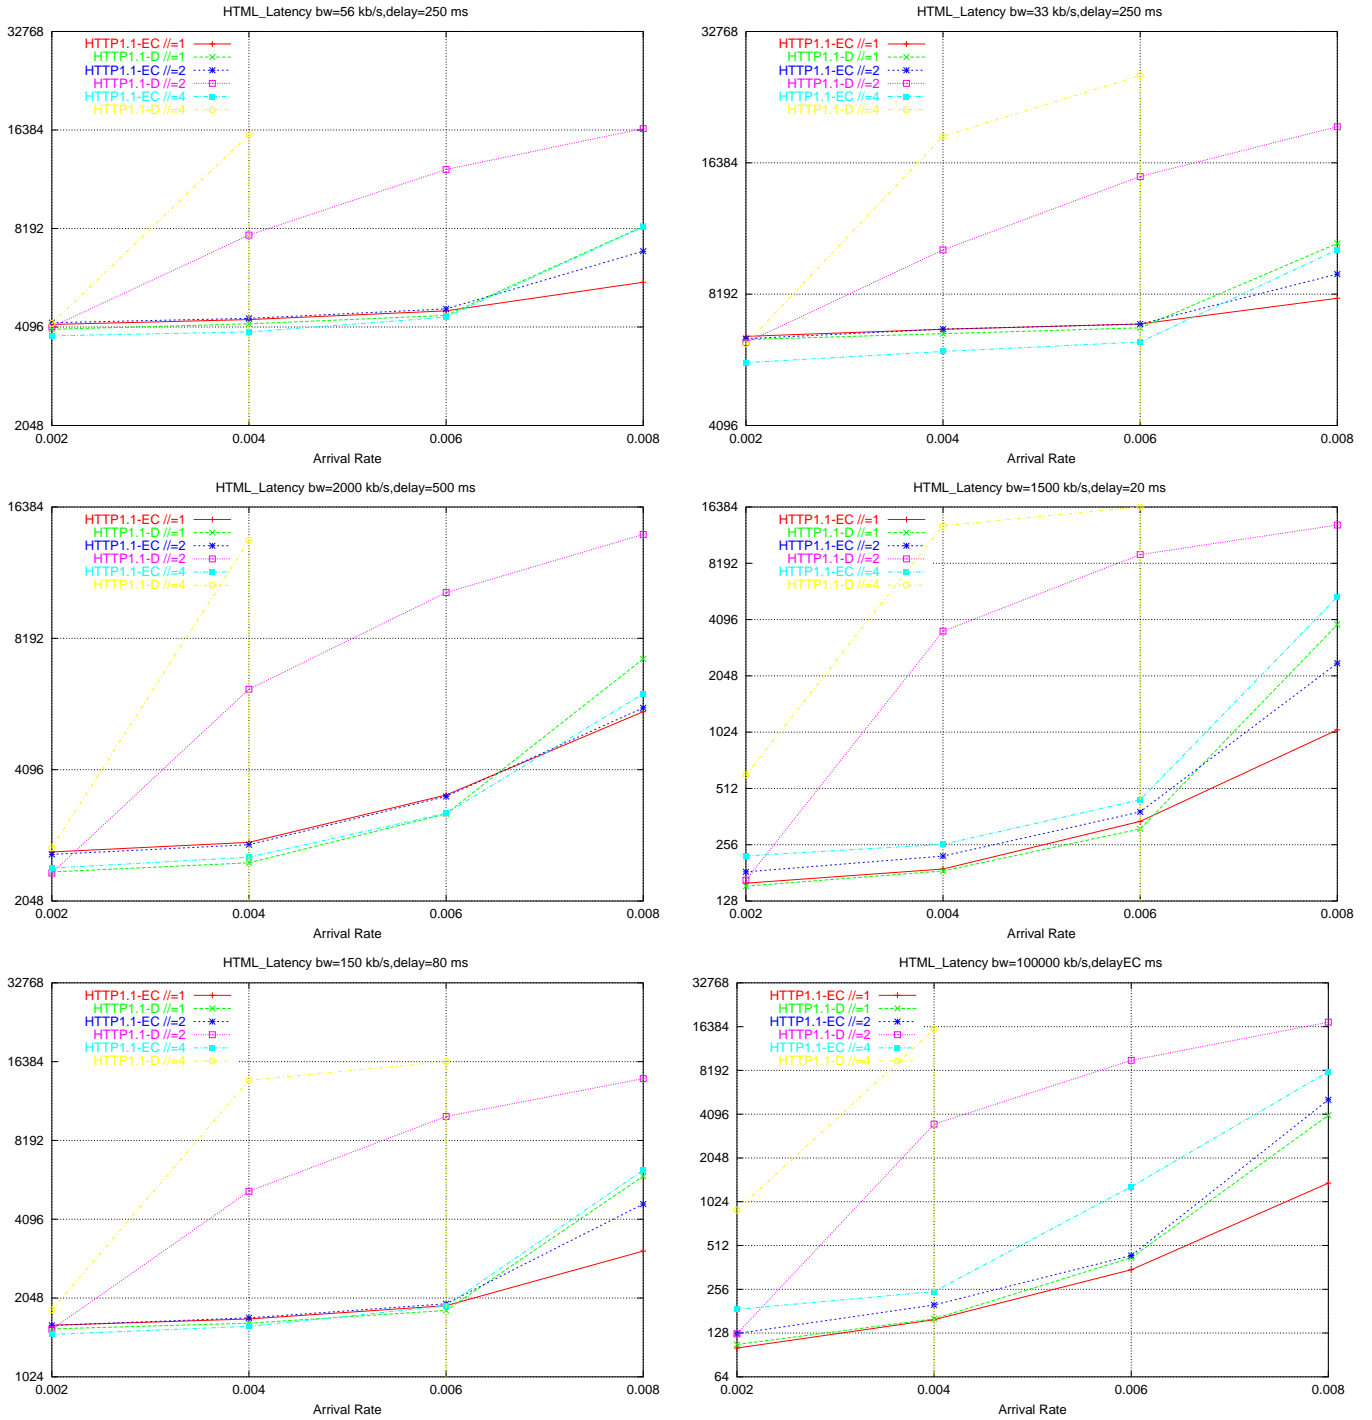 HTML_Latency bw=56 kb/s,delay=250 ms
32768
16384
8192
4096
2048
HTTP1.1-EC //=1
HTTP1.1-D //=1
HTTP1.1-EC //=2
HTTP1.1-D //=2
HTTP1.1-EC //=4
HTTP1.1-D //=4
0.002 0.004 0.006 0.008
Arrival Rate
HTML_Latency bw=33 kb/s,delay=250 ms
32768
16384
8192
4096
HTTP1.1-EC //=1
HTTP1.1-D //=1
HTTP1.1-EC //=2
HTTP1.1-D //=2
HTTP1.1-EC //=4
HTTP1.1-D //=4
0.002 0.004 0.006 0.008
Arrival Rate
HTML_Latency bw=2000 kb/s,delay=500 ms
16384
8192
4096
2048
HTTP1.1-EC //=1
HTTP1.1-D //=1
HTTP1.1-EC //=2
HTTP1.1-D //=2
HTTP1.1-EC //=4
HTTP1.1-D //=4
0.002 0.004 0.006 0.008
Arrival Rate
HTML_Latency bw=1500 kb/s,delay=20 ms
16384
8192
4096
2048
1024
512
256
128
HTTP1.1-EC //=1
HTTP1.1-D //=1
HTTP1.1-EC //=2
HTTP1.1-D //=2
HTTP1.1-EC //=4
HTTP1.1-D //=4
0.002 0.004 0.006 0.008
Arrival Rate
HTML_Latency bw=150 kb/s,delay=80 ms
32768
16384
8192
4096
2048
1024
HTTP1.1-EC //=1
HTTP1.1-D //=1
HTTP1.1-EC //=2
HTTP1.1-D //=2
HTTP1.1-EC //=4
HTTP1.1-D //=4
0.002 0.004 0.006 0.008
Arrival Rate
HTML_Latency bw=100000 kb/s,delayEC ms
32768
16384
8192
4096
2048
1024
512
256
128
64
HTTP1.1-EC //=1
HTTP1.1-D //=1
HTTP1.1-EC //=2
HTTP1.1-D //=2
HTTP1.1-EC //=4
HTTP1.1-D //=4
0.002 0.004 0.006 0.008
Arrival Rate